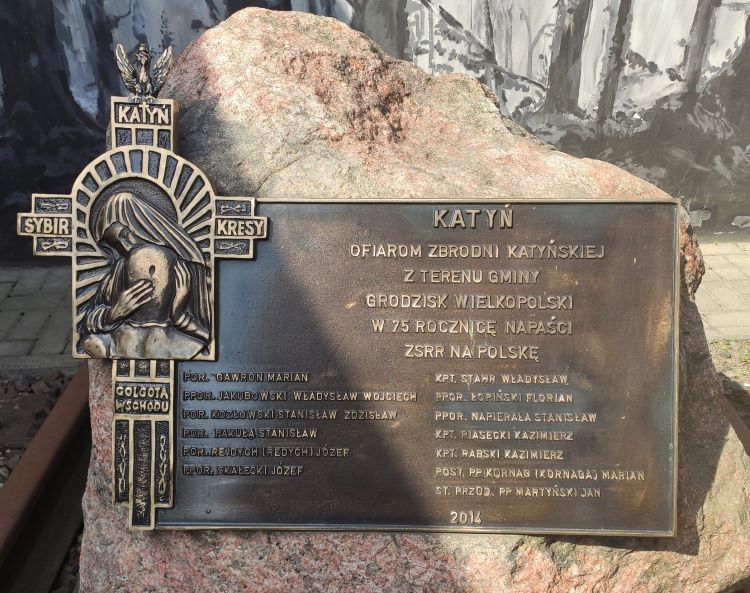 KATYŃ
SYBIR
KRESY
GOLGOTA
WSCHODU
KATYŃ
OFIAROM ZBRODNI KATYŃSKIEJ
Z TERENU GMINY
GRODZISK WIELKOPOLSKI
W 75 ROCZNICĘ NAPAŚCI
ZSRR NA POLSKĘ
POR. GAWRON MARIAN
PPOR. JAKUBOWSKI WŁADYSŁAW WOJCIECH
POR. KOZŁOWSKI STANISŁAW ZDZISŁAW
POR. PAKUŁA STANISŁAW
POR. REJDYCH (REDYCH) JÓZEF
PPOR. SKAŁECKI JÓZEF
KPT. STAHR WŁADYSŁAW
PPOR. ŁOPIŃSKI FLORIAN
PPOR. NAPIERAŁA STANISŁAW
KPT. PIASECKI KAZIMIERZ
KPT. RABSKI KAZIMIERZ
POST. PP KORNAG (KORNAGA) MARIAN
ST. PRZOD. PP MARTYŃSKI JAN
2014